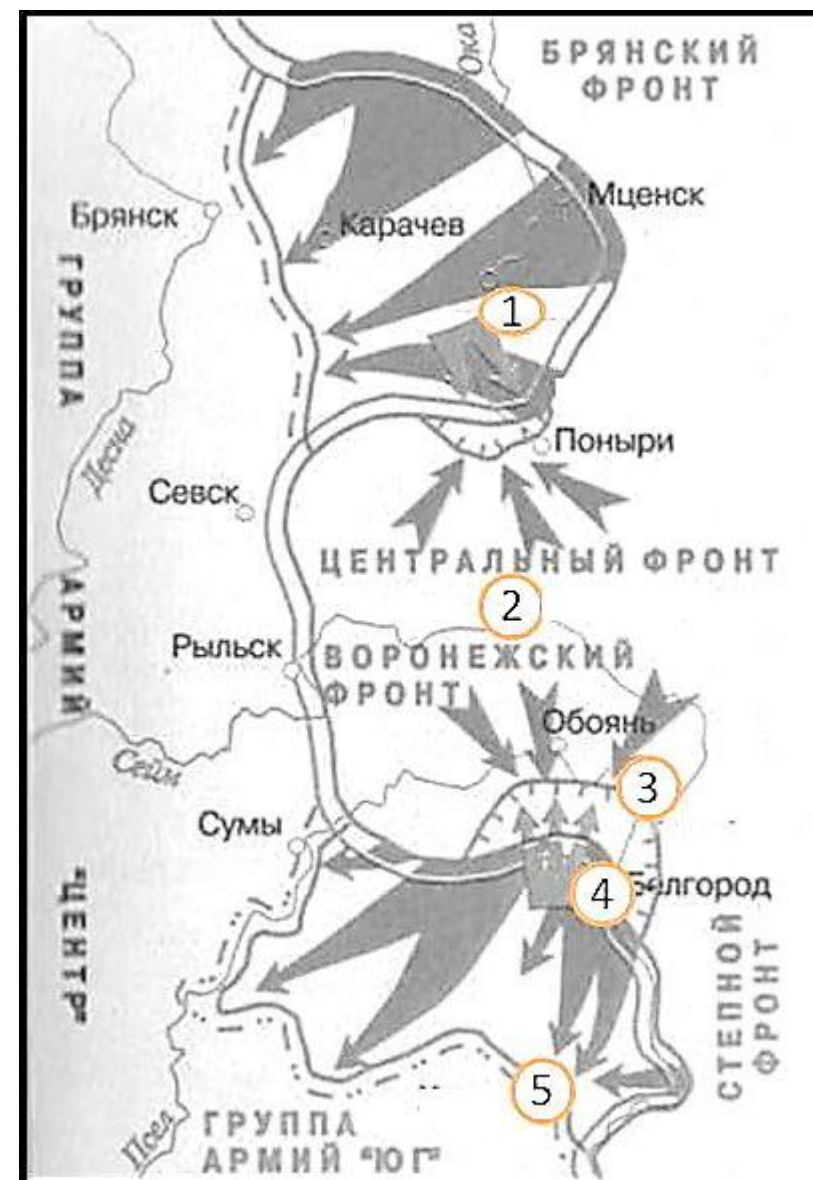 Ока
БРЯНСКИЙ
ФРОНТ
Мценск
Брянск
Карачев
ГРУППА
1
Десна
Поныри
Севск
ЦЕНТРАЛЬНЫЙ ФРОНТ
АРМИЙ
2
Рыльск
ВОРОНЕЖСКИЙ
ФРОНТ
Обоянь
Сейм
3
Сумы
"ЦЕНТР"
4
Белгород
СТЕПНОЙ
ФРОНТ
5
Псел
ГРУППА
АРМИЙ "ЮГ"